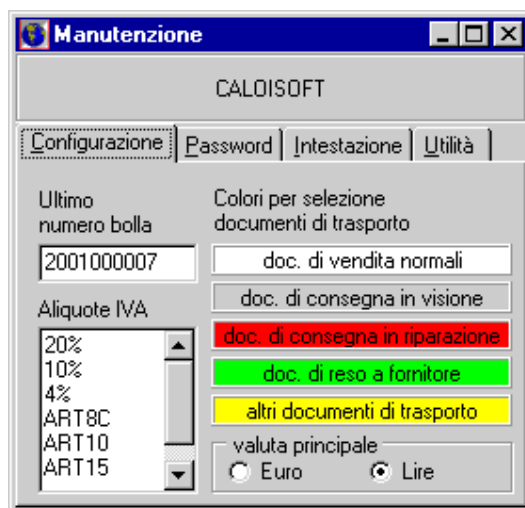 Manutenzione
CALOISOFT
Configurazione Password Intestazione Utilità
Ultimo
numero bolla
2001000007
Aliquote IVA
20%
10%
4%
ART8C
ART10
ART15
Colori per selezione
documenti di trasporto
doc. di vendita normali
doc. di consegna in visione
doc. di consegna in riparazione
doc. di reso a fornitore
altri documenti di trasporto
valuta principale
Euro Lire